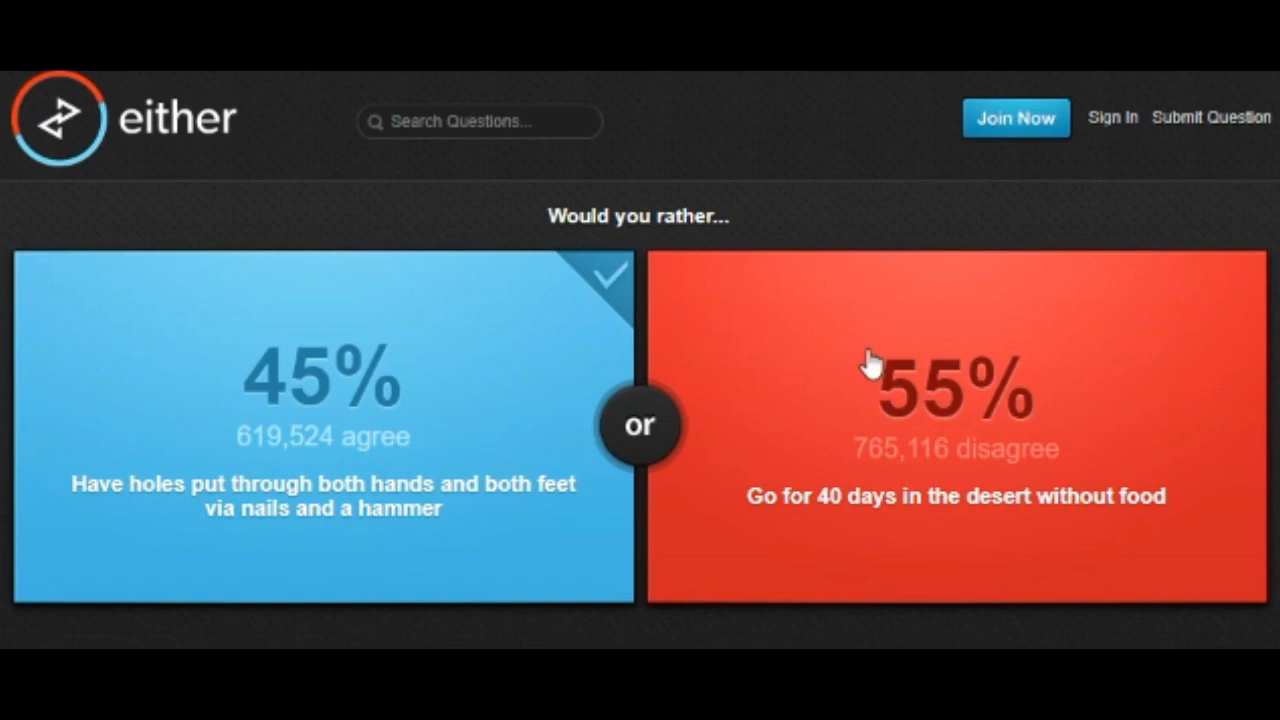 either
Search Questions...
Join Now
Sign In
Submit Question
Would you rather...
45%
619,524 agree
Have holes put through both hands and both feet
via nails and a hammer
or
55%
765,116 disagree
Go for 40 days in the desert without food